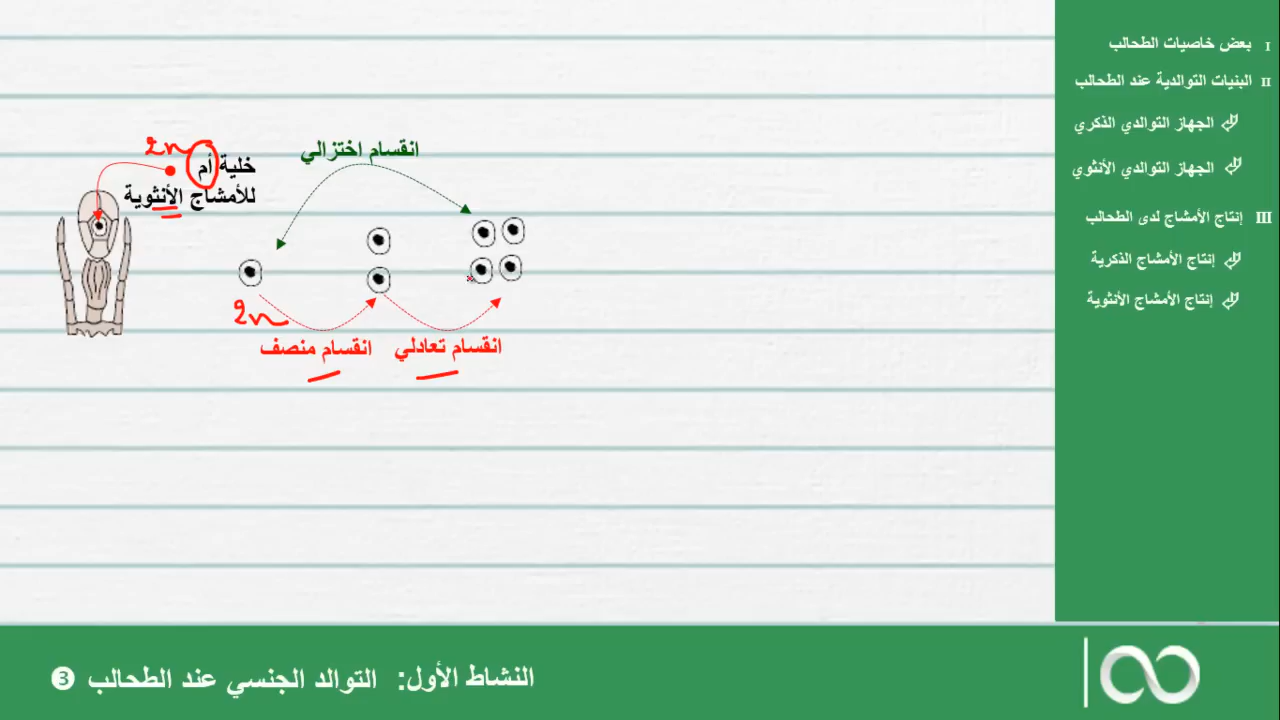 بعض خاصيات الطحالب I
البنيات التوالدية عند الطحالب II
الجهاز التوالدي الذكري
الجهاز التوالدي الأنثوي
إنتاج الأمشاج لدى الطحالب III
إنتاج الأمشاج الذكرية
إنتاج الأمشاج الأنثوية
2n
خلية أم
للأمشاج الأنثوية
انقسام اختزالي
2n
انقسام منصف
انقسام تعادلي
النشاط الأول: التوالد الجنسي عند الطحالب 3